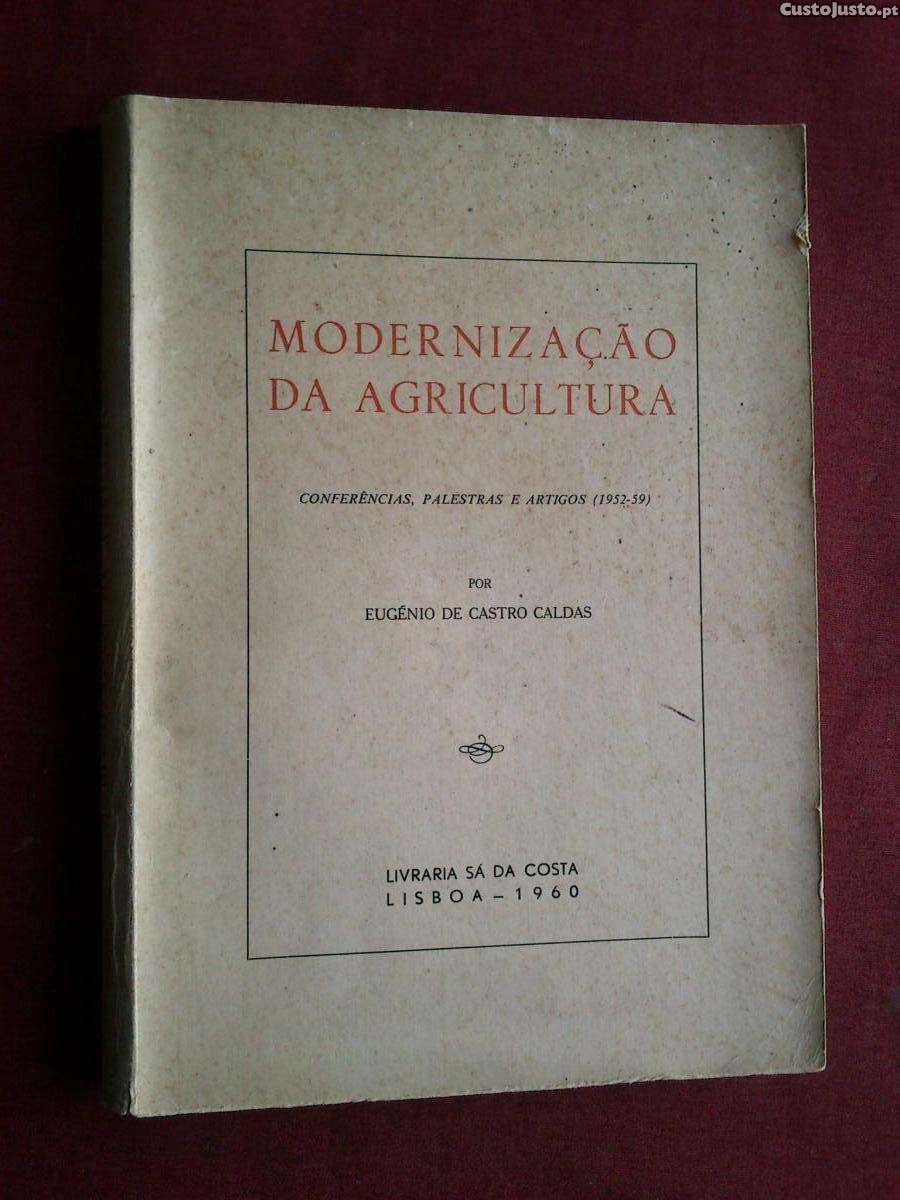 CustoJusto.pt
MODERNIZAÇÃO
DA AGRICULTURA
CONFERÊNCIAS, PALESTRAS E ARTIGOS (1952-59)
POR
EUGÉNIO DE CASTRO CALDAS
LIVRARIA SÁ DA COSTA
LISBOA — 1960